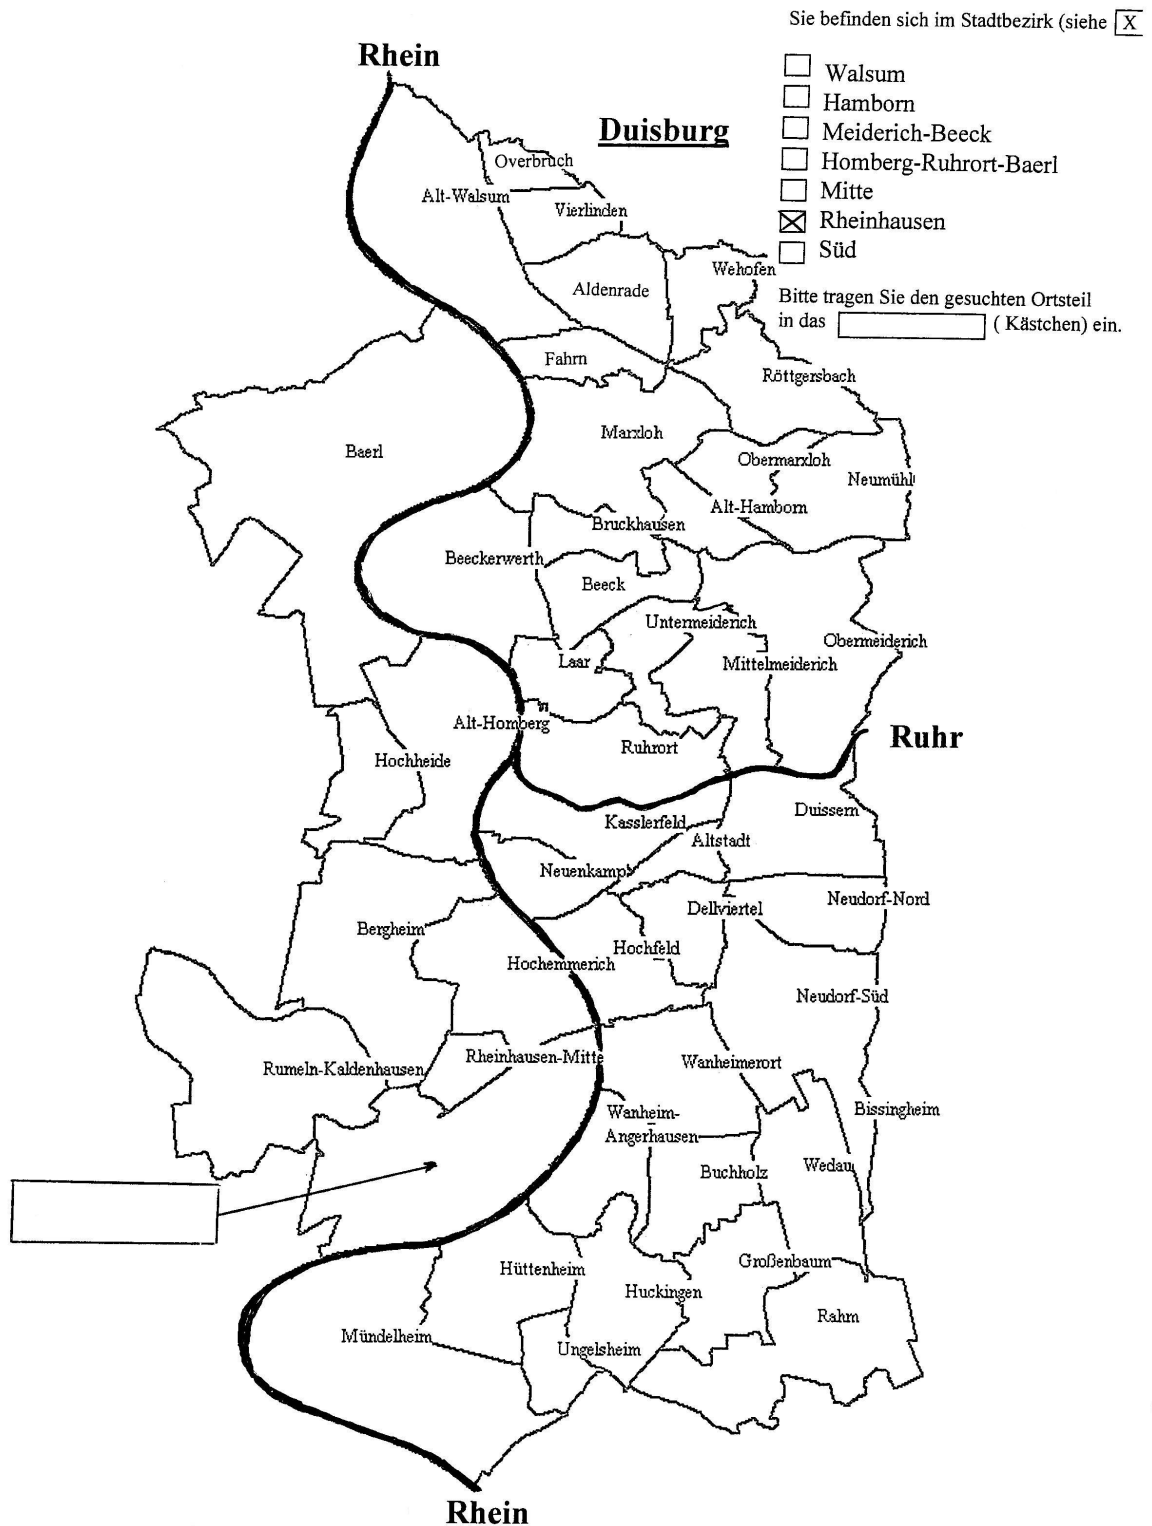 Sie befinden sich im Stadtbezirk (siehe X
Rhein
Walsum
Hamborn
Duisburg
Meiderich-Beeck
Overbruch
Homberg-Ruhrort-Baerl
Alt-Walsum
Mitte
Vierlinden
Rheinhausen
Süd
Wehofen
Aldenrade
Bitte tragen Sie den gesuchten Ortsteil
in das ( Kästchen) ein.
Fahrn
Röttgersbach
Marxloh
Baerl
Obermarxloh
Neumühl
Alt-Hamborn
Bruckhausen
Beeckerwerth
Beeck
Untermeiderich
Obermeiderich
Laar
Mittelmeiderich
Alt-Homberg
Ruhrort
Ruhr
Hochheide
Duissern
Kasslerfeld
Altstadt
Neuenkamp
Neudorf-Nord
Dellviertel
Bergheim
Hochfeld
Hochemmerich
Neudorf-Süd
Rheinhausen-Mitte
Wanheimerort
Rumeln-Kaldenhausen
Bissingheim
Wanheim-
Angerhausen
Buchholz
Wedau
Großenbaum
Hüttenheim
Huckingen
Rahm
Mündelheim
Ungelsheim
Rhein